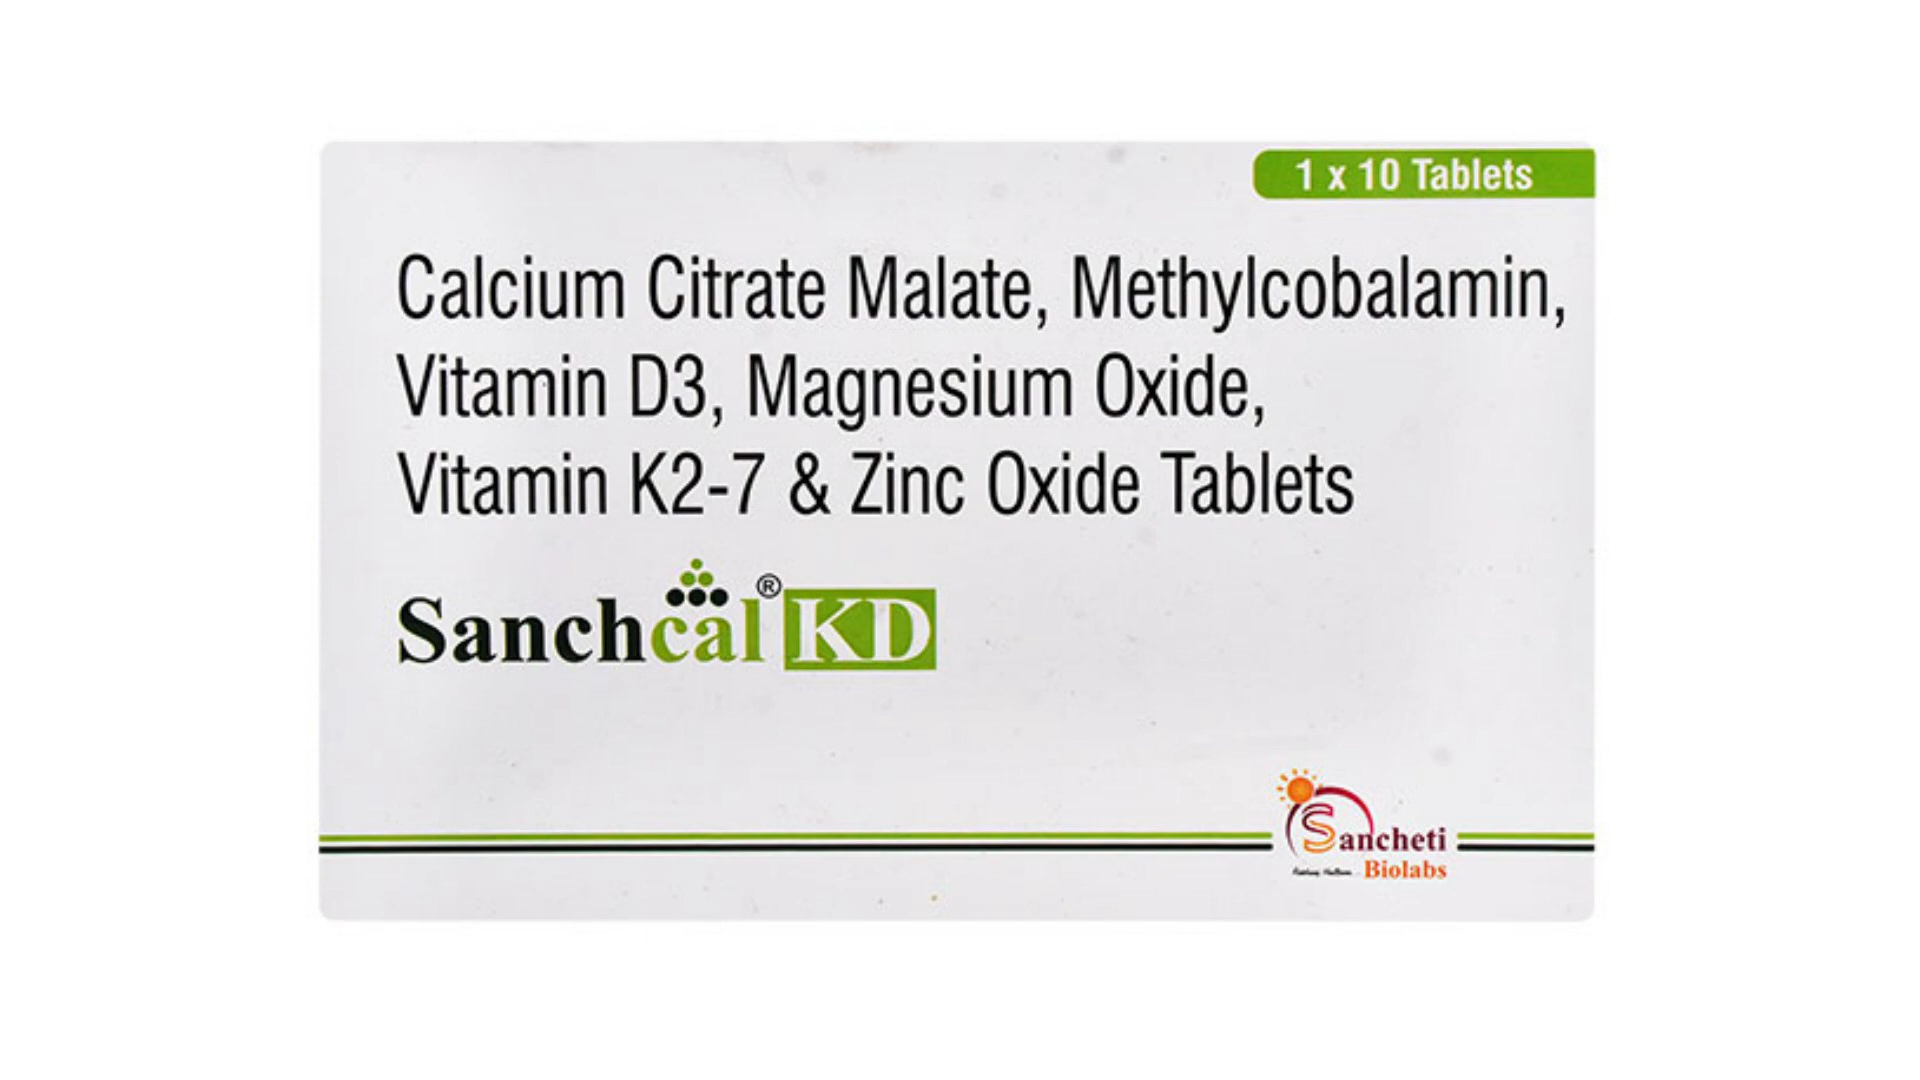 1 x 10 Tablets
Calcium Citrate Malate, Methylcobalamin,
Vitamin D3, Magnesium Oxide,
Vitamin K2-7 & Zinc Oxide Tablets
Sanchcal® KD
Sancheti
Biolabs